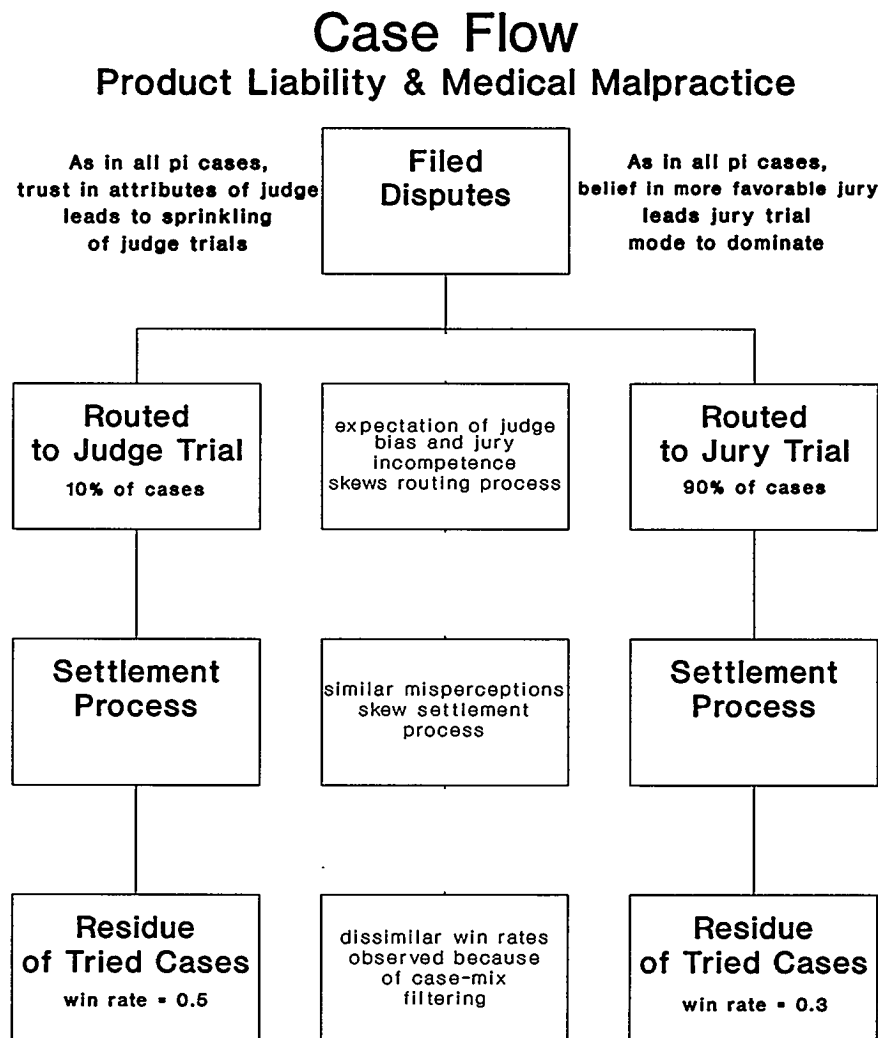 Case Flow
Product Liability & Medical Malpractice
As in all pi cases,
trust in attributes of judge
leads to sprinkling
of judge trials
Filed
Disputes
As in all pi cases,
belief in more favorable jury
leads jury trial
mode to dominate
Routed
to Judge Trial
10% of cases
expectation of judge
bias and jury
incompetence
skews routing process
Routed
to Jury Trial
90% of cases
Settlement
Process
similar misperceptions
skew settlement
process
Settlement
Process
Residue
of Tried Cases
win rate = 0.5
dissimilar win rates
observed because
of case-mix
filtering
Residue
of Tried Cases
win rate = 0.3